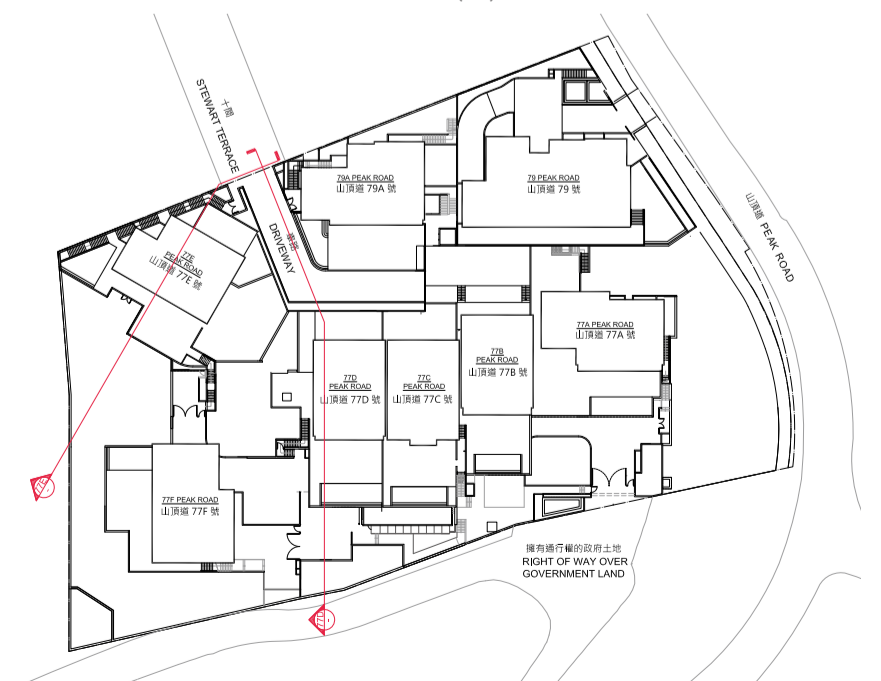 十間
STEWART TERRACE
79A PEAK ROAD
山頂道 79A 號
79 PEAK ROAD
山頂道 79 號
山頂道 PEAK ROAD
車路
DRIVEWAY
77E
PEAK ROAD
山頂道 77E 號
77A PEAK ROAD
山頂道 77A 號
77B
PEAK ROAD
山頂道 77B 號
77D
PEAK ROAD
山頂道 77D 號
77C
PEAK ROAD
山頂道 77C 號
77E
77F PEAK ROAD
山頂道 77F 號
擁有通行權的政府土地
RIGHT OF WAY OVER
GOVERNMENT LAND
77D